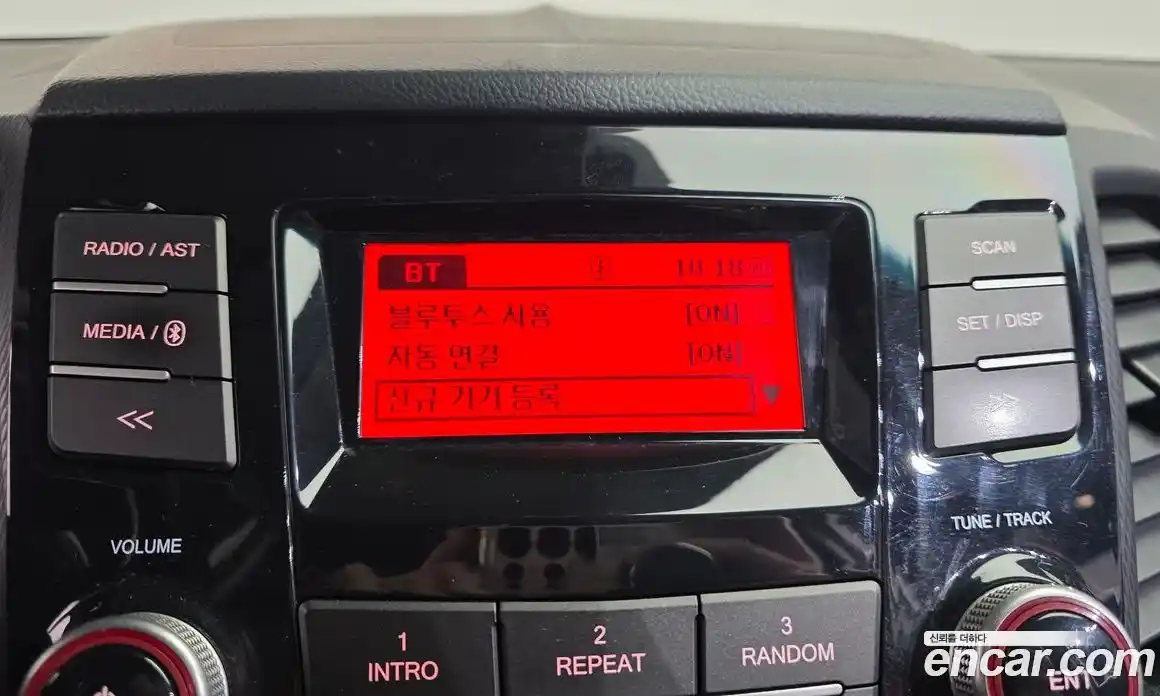 RADIO / AST
MEDIA /
<<
BT 10:18
블루투스 사용 [ON]
자동 연결 [ON]
신규 기기 등록
SCAN
SET / DISP
>>
VOLUME
TUNE / TRACK
1
INTRO
2
REPEAT
3
RANDOM
ENT
신뢰를 더하다
encar.com